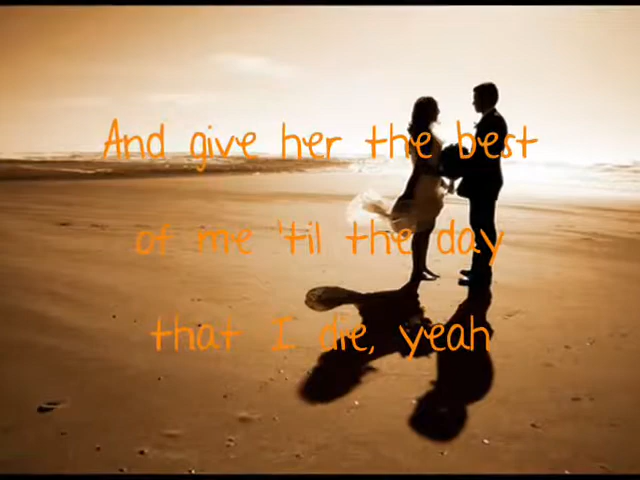 And give her the best
of me 'til the day
that I die, yeah